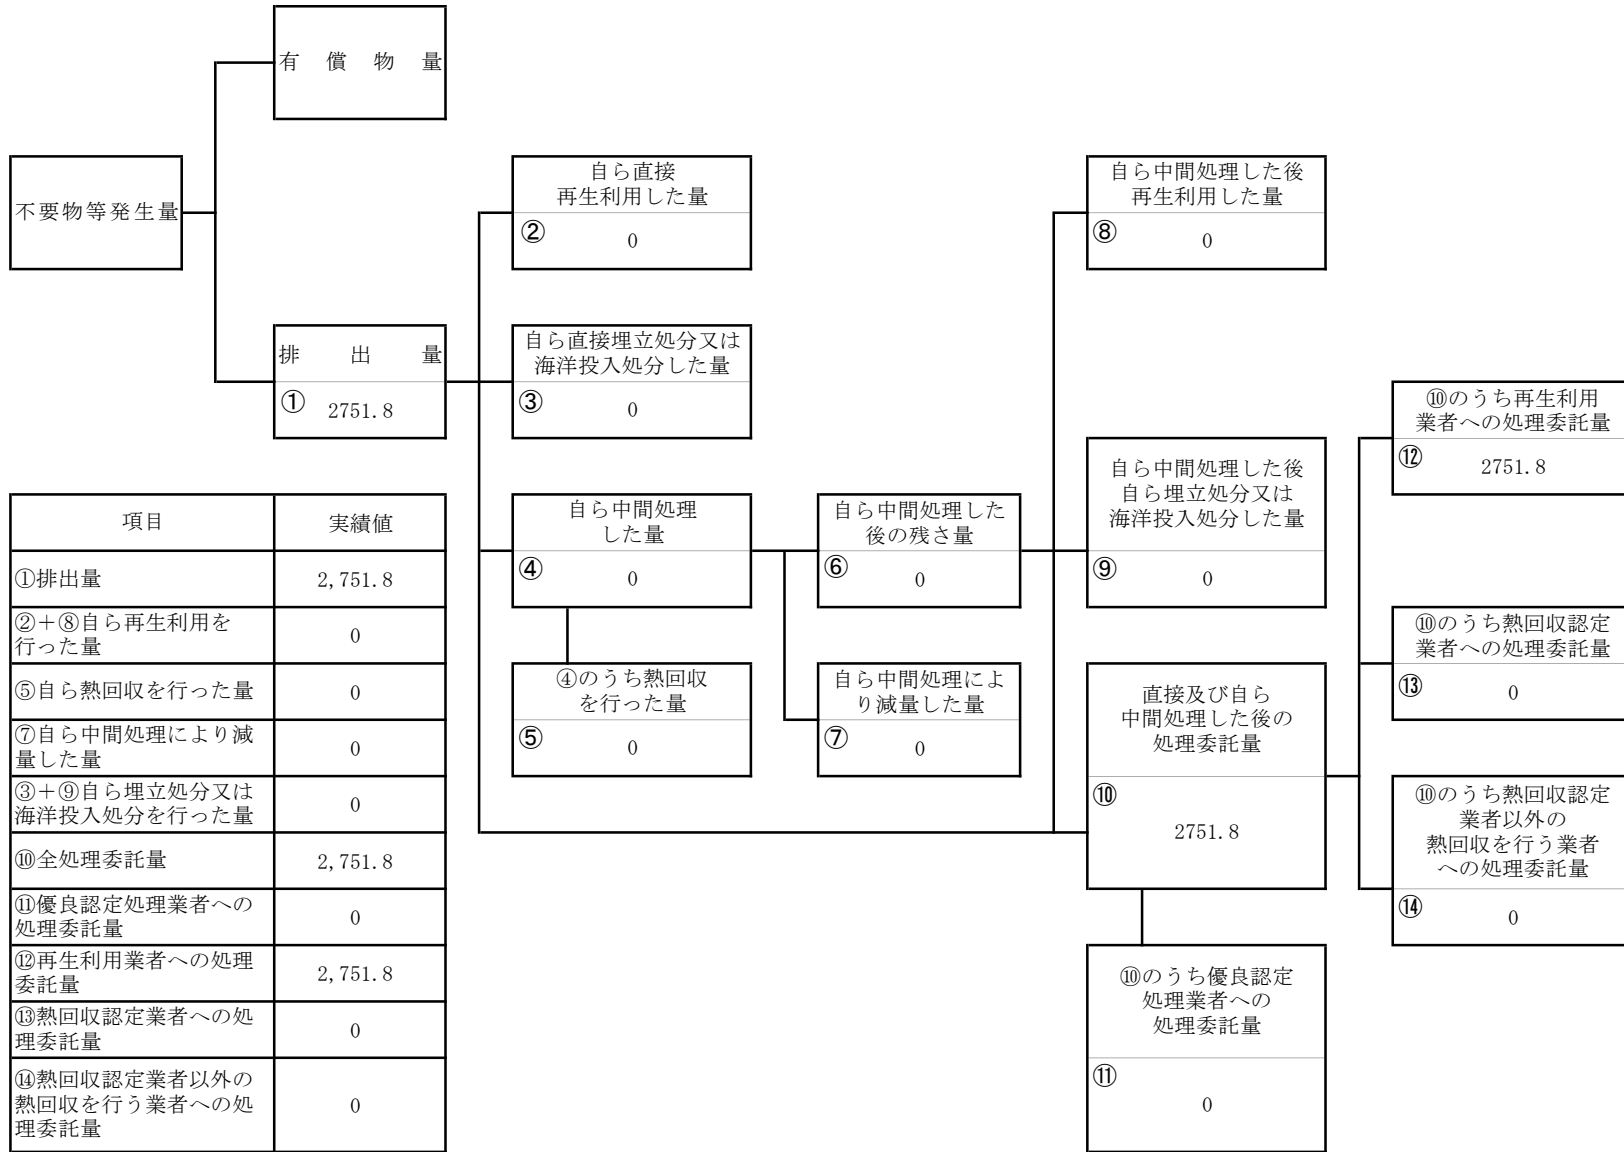 有償物量
不要物等発生量
自ら直接
再生利用した量
②
0
自ら中間処理した後
再生利用した量
⑧
0
排出量
①
2751.8
自ら直接埋立処分又は
海洋投入処分した量
③
0
⑩のうち再生利用
業者への処理委託量
⑫
2751.8
自ら中間処理
した量
④
0
自ら中間処理した
後の残さ量
⑥
0
自ら中間処理した後
自ら埋立処分又は
海洋投入処分した量
⑨
0
⑩のうち熱回収認定
業者への処理委託量
⑬
0
④のうち熱回収
を行った量
⑤
0
自ら中間処理によ
り減量した量
⑦
0
直接及び自ら
中間処理した後の
処理委託量
⑩
2751.8
⑩のうち熱回収認定
業者以外の
熱回収を行う業者
への処理委託量
⑭
0
⑩のうち優良認定
処理業者への
処理委託量
⑪
0
項目 実績値
①排出量 2,751.8
②＋⑧自ら再生利用を
行った量 0
⑤自ら熱回収を行った量 0
⑦自ら中間処理により減
量した量 0
③＋⑨自ら埋立処分又は
海洋投入処分を行った量 0
⑩全処理委託量 2,751.8
⑪優良認定処理業者への
処理委託量 0
⑫再生利用業者への処理
委託量 2,751.8
⑬熱回収認定業者への処
理委託量 0
⑭熱回収認定業者以外の
熱回収を行う業者への処
理委託量 0